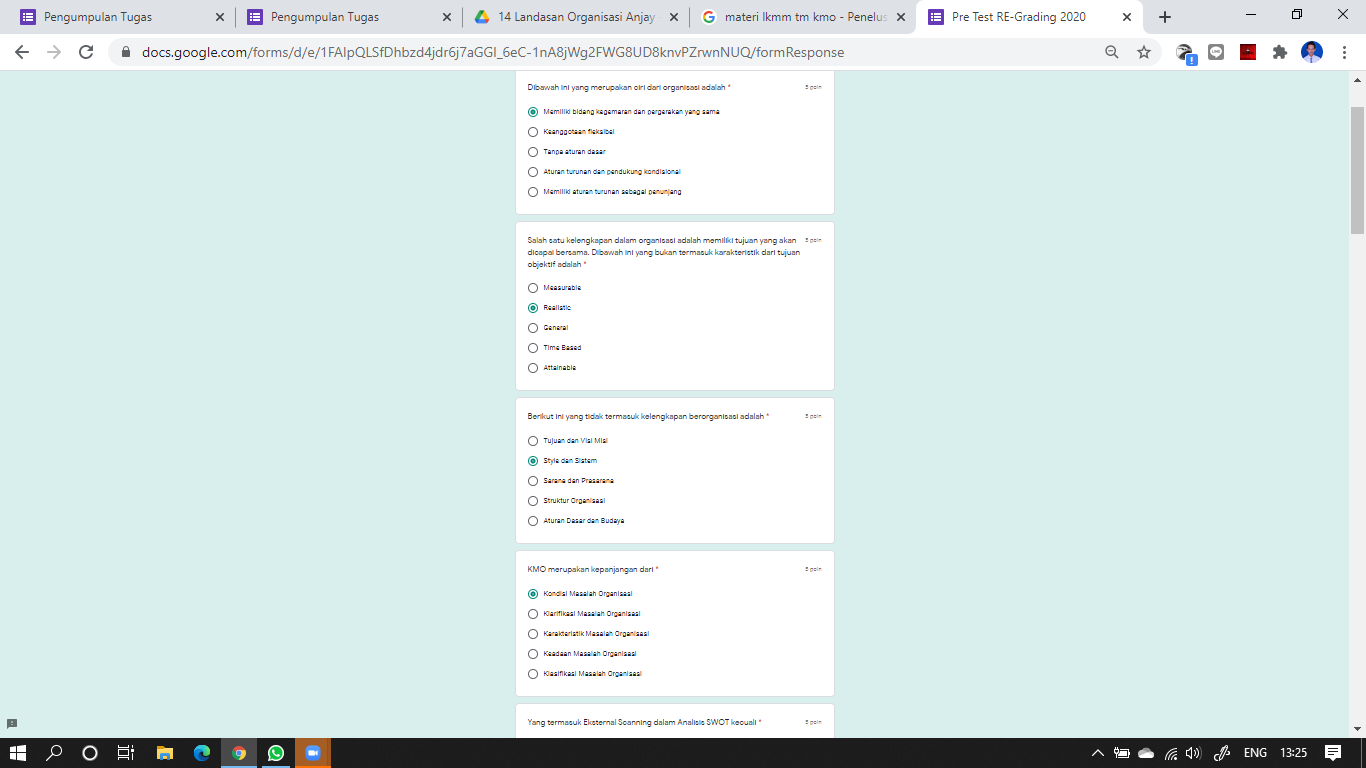 Pengumpulan Tugas
Pengumpulan Tugas
14 Landasan Organisasi Anjay
materi lkmm tm kmo - Penelus
Pre Test RE-Grading 2020
docs.google.com/forms/d/e/1FAIpQLSfDhbzd4jdr6j7aGGI_6eC-1nA8jWg2FWG8UD8knvPZrwnNUQ/formResponse
Dibawah ini yang merupakan ciri dari organisasi adalah *
5 poin
Memiliki bidang kegemaran dan pergerakan yang sama
Keanggotaan fleksibel
Tanpa aturan dasar
Aturan turunan dan pendukung kondisional
Memiliki aturan turunan sebagai penunjang
Salah satu kelengkapan dalam organisasi adalah memiliki tujuan yang akan
5 poin
dicapai bersama. Dibawah ini yang bukan termasuk karakteristik dari tujuan
objektif adalah *
Measurable
Realistic
General
Time Based
Attainable
Berikut ini yang tidak termasuk kelengkapan berorganisasi adalah *
5 poin
Tujuan dan Visi Misi
Style dan Sistem
Sarana dan Prasarana
Struktur Organisasi
Aturan Dasar dan Budaya
KMO merupakan kepanjangan dari *
5 poin
Kondisi Masalah Organisasi
Klarifikasi Masalah Organisasi
Karakteristik Masalah Organisasi
Keadaan Masalah Organisasi
Klasifikasi Masalah Organisasi
Yang termasuk Eksternal Scanning dalam Analisis SWOT kecuali *
5 poin
ENG
13:25